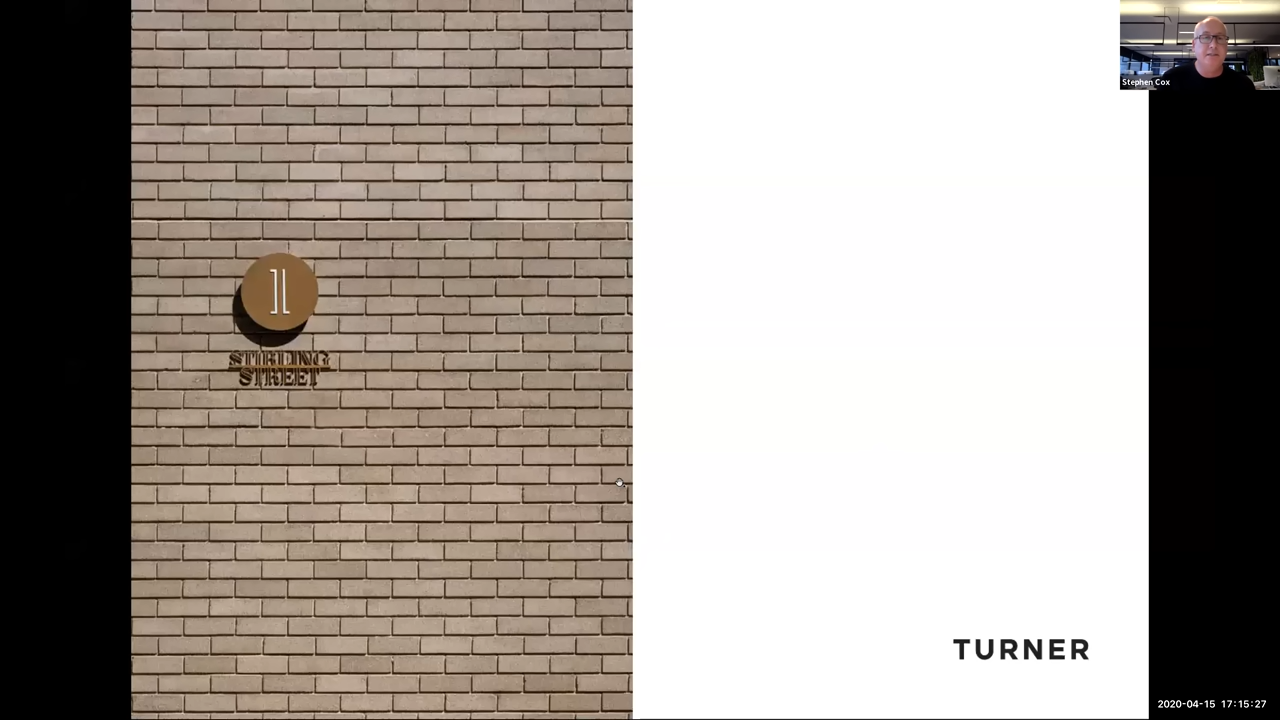 Stephen Cox
11
STIRLING
STREET
TURNER
2020-04-15 17:15:27